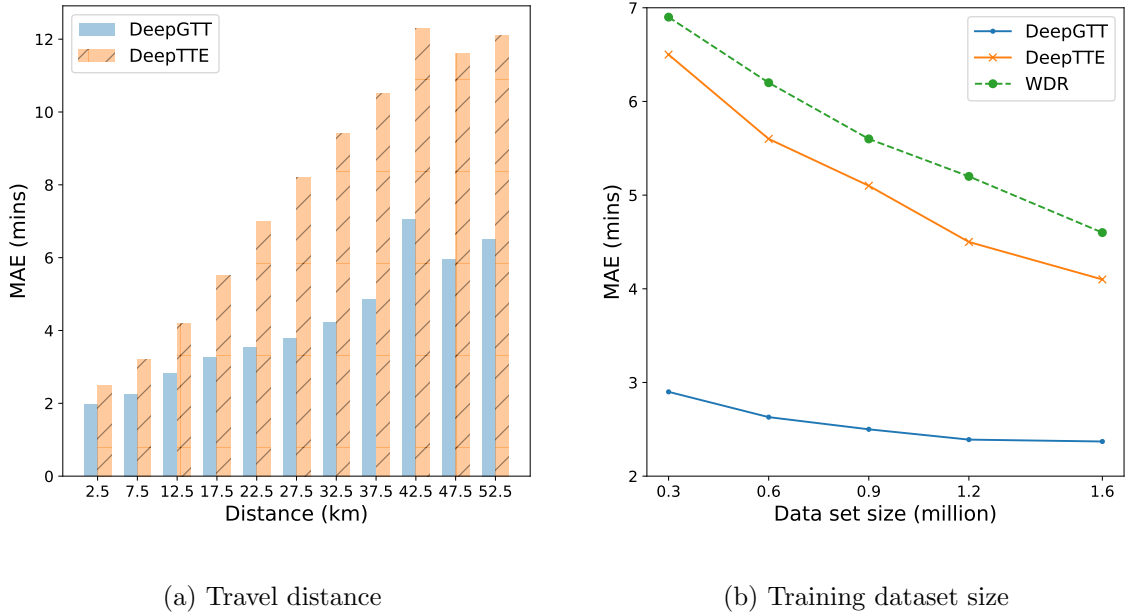 DeepGTT
DeepTTE
12
10
8
6
4
2
0
MAE (mins)
2.5 7.5 12.5 17.5 22.5 27.5 32.5 37.5 42.5 47.5 52.5
Distance (km)
(a) Travel distance
DeepGTT
DeepTTE
WDR
7
6
5
4
3
2
MAE (mins)
0.3 0.6 0.9 1.2 1.6
Data set size (million)
(b) Training dataset size